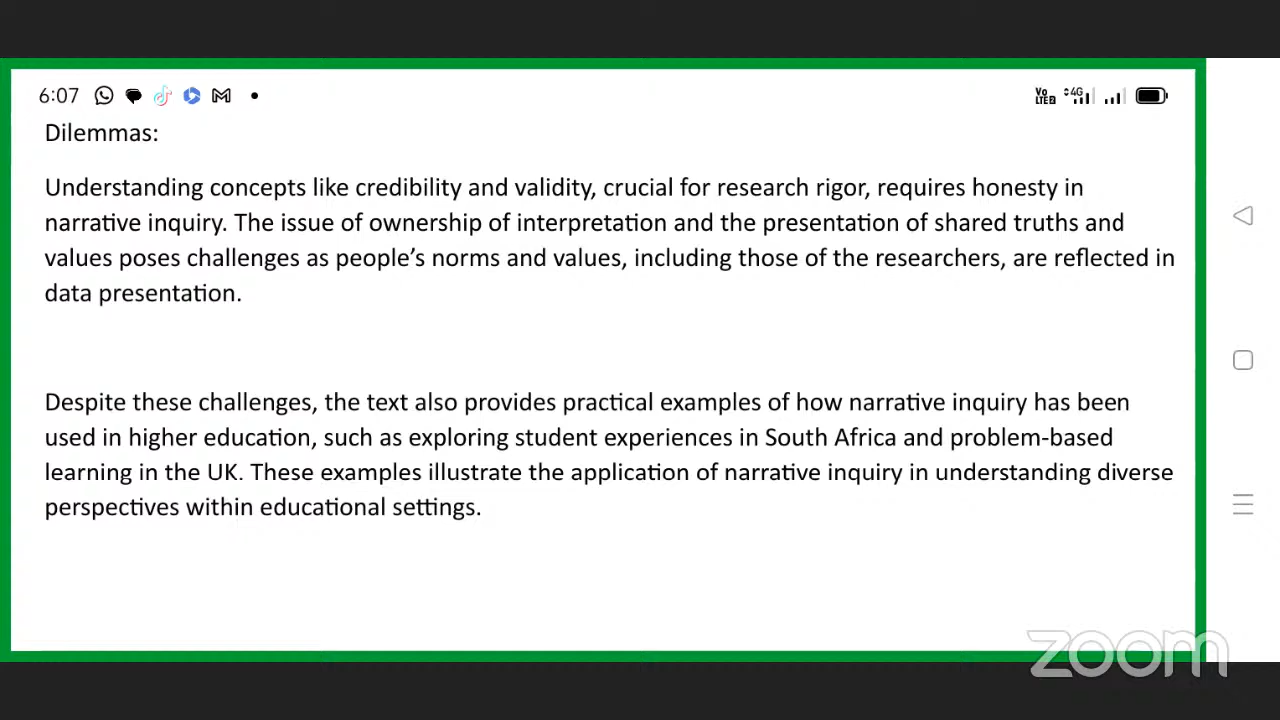 6:07
Vo LTE2 4G
Dilemmas:
Understanding concepts like credibility and validity, crucial for research rigor, requires honesty in
narrative inquiry. The issue of ownership of interpretation and the presentation of shared truths and
values poses challenges as people’s norms and values, including those of the researchers, are reflected in
data presentation.
Despite these challenges, the text also provides practical examples of how narrative inquiry has been
used in higher education, such as exploring student experiences in South Africa and problem-based
learning in the UK. These examples illustrate the application of narrative inquiry in understanding diverse
perspectives within educational settings.
zoom